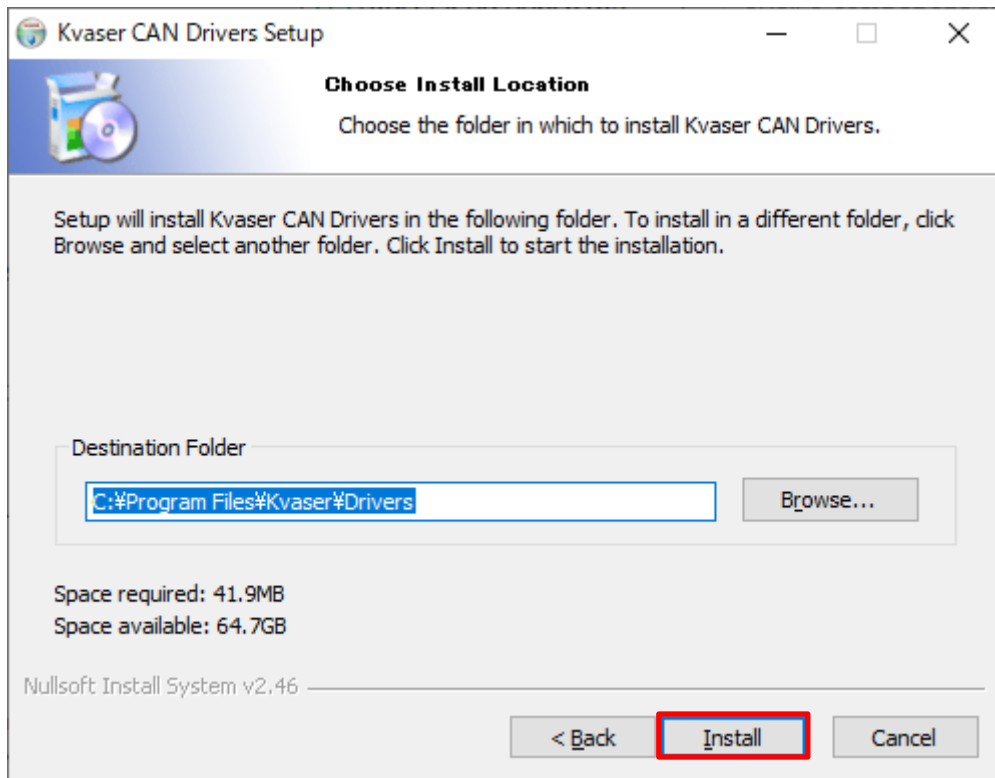 Kvaser CAN Drivers Setup
Choose Install Location
Choose the folder in which to install Kvaser CAN Drivers.
Setup will install Kvaser CAN Drivers in the following folder. To install in a different folder, click
Browse and select another folder. Click Install to start the installation.
Destination Folder
C:¥Program Files¥Kvaser¥Drivers
Browse...
Space required: 41.9MB
Space available: 64.7GB
Nullsoft Install System v2.46
< Back
Install
Cancel